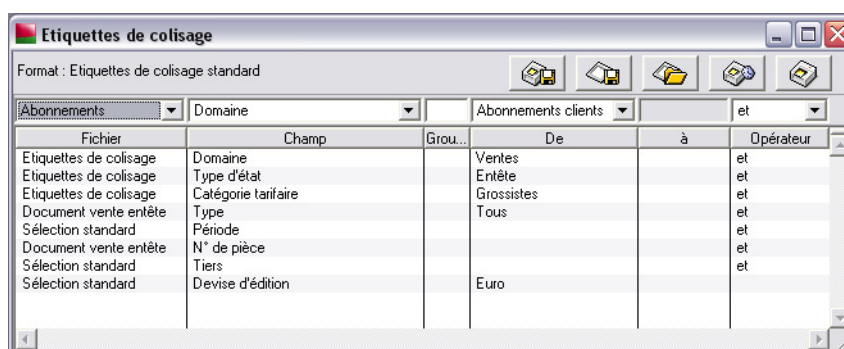 Etiquettes de colisage
Format : Etiquettes de colisage standard
Abonnements Domaine Abonnements clients et
Fichier Champ Grou... De à Opérateur
Etiquettes de colisage Domaine Ventes et
Etiquettes de colisage Type d'état Entête et
Etiquettes de colisage Catégorie tarifaire Grossistes et
Document vente entête Type Tous et
Sélection standard Période et
Document vente entête N° de pièce et
Sélection standard Tiers et
Sélection standard Devise d'édition Euro